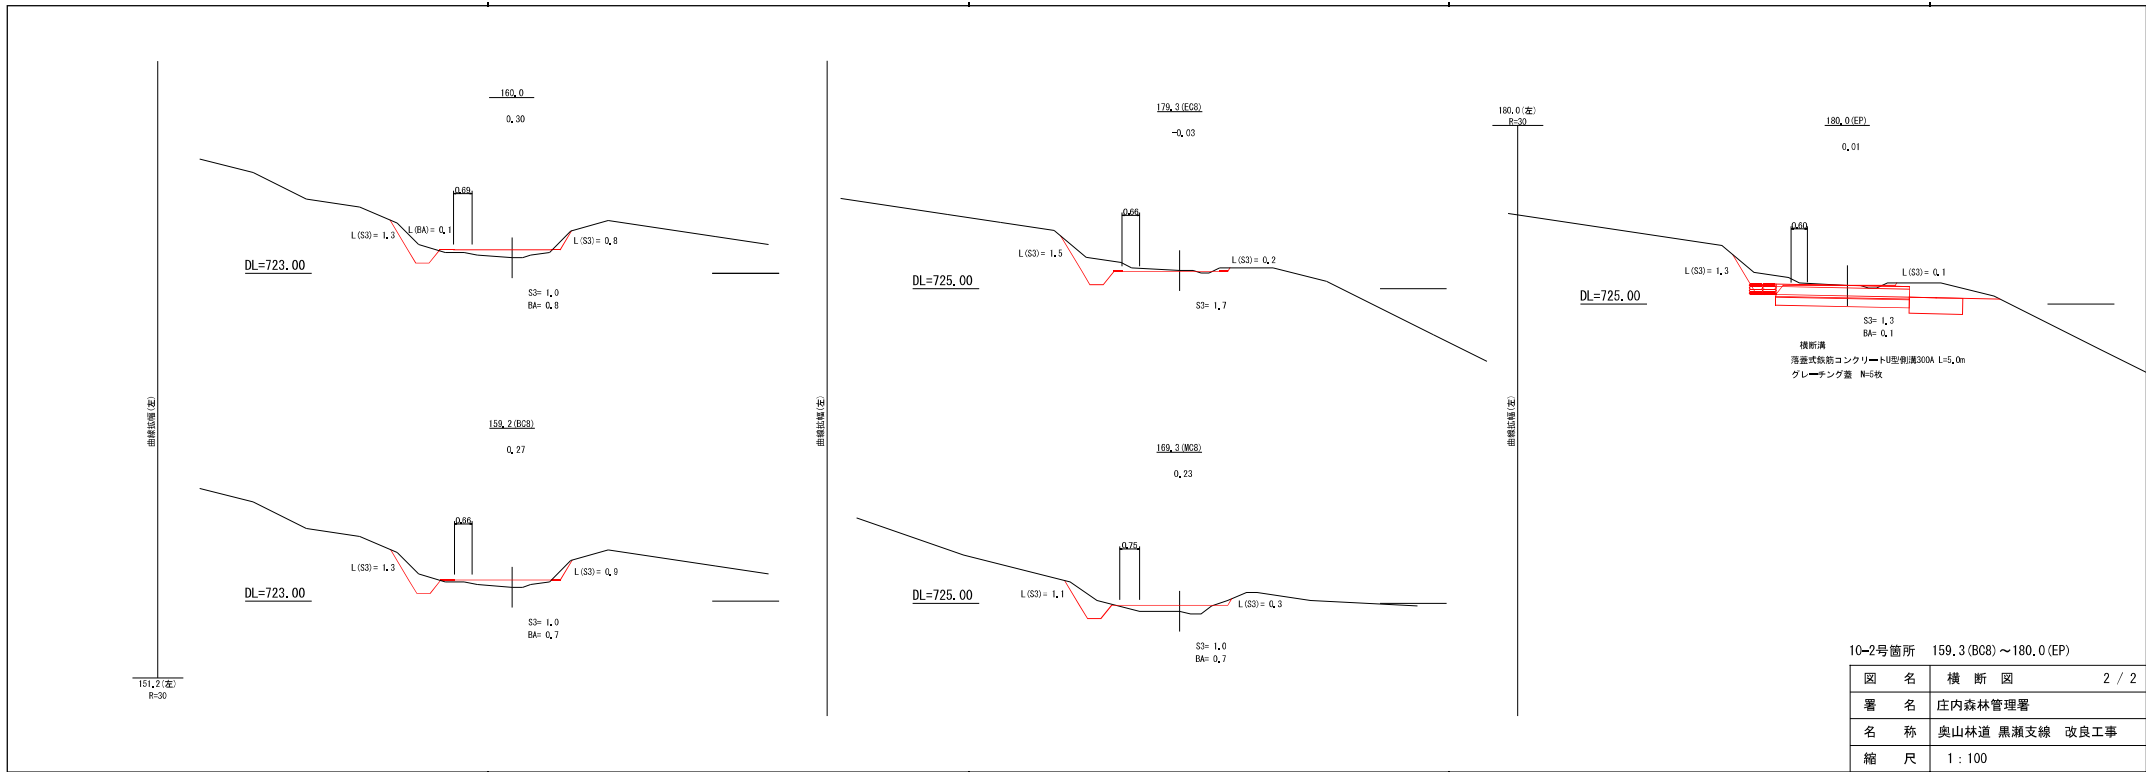 160.0
0.30
0.69
L(S3)= 1.3
L(BA)= 0.1
L(S3)= 0.8
DL=723.00
S3= 1.0
BA= 0.8
159.2(BC8)
0.27
0.66
L(S3)= 1.3
L(S3)= 0.9
DL=723.00
S3= 1.0
BA= 0.7
曲線拡幅(左)
151.2(左)
R=30
179.3(EC8)
-0.03
0.66
L(S3)= 1.5
L(S3)= 0.2
DL=725.00
S3= 1.7
169.3(MC8)
0.23
0.75
L(S3)= 1.1
L(S3)= 0.3
DL=725.00
S3= 1.0
BA= 0.7
曲線拡幅(左)
180.0(左)
R=30
180.0(EP)
0.01
0.60
L(S3)= 1.3
L(S3)= 0.1
DL=725.00
S3= 1.3
BA= 0.1
横断溝
落蓋式鉄筋コンクリートU型側溝300A L=5.0m
グレーチング蓋 N=5枚
曲線拡幅(左)
10-2号箇所 159.3(BC8)~180.0(EP)
図 名 横 断 図 2 / 2
署 名 庄内森林管理署
名 称 奥山林道 黒瀬支線 改良工事
縮 尺 1 : 100